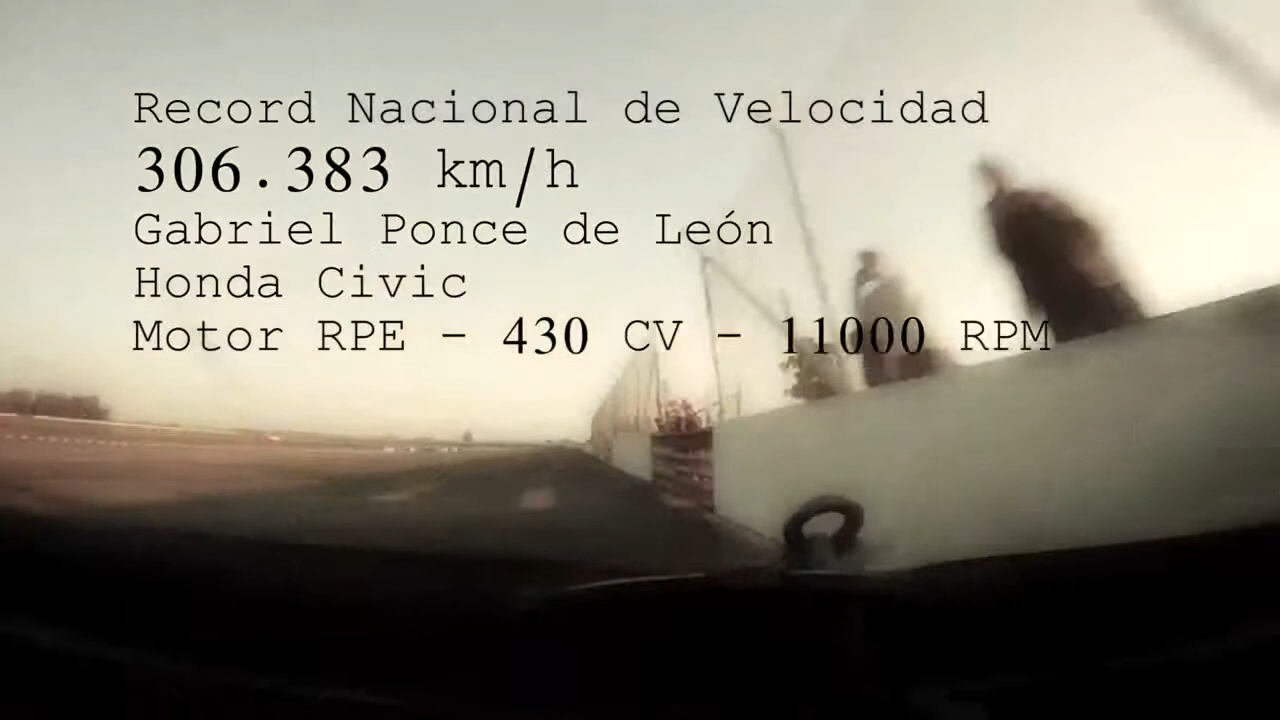 Record Nacional de Velocidad
306.383 km/h
Gabriel Ponce de León
Honda Civic
Motor RPE - 430 CV - 11000 RPM